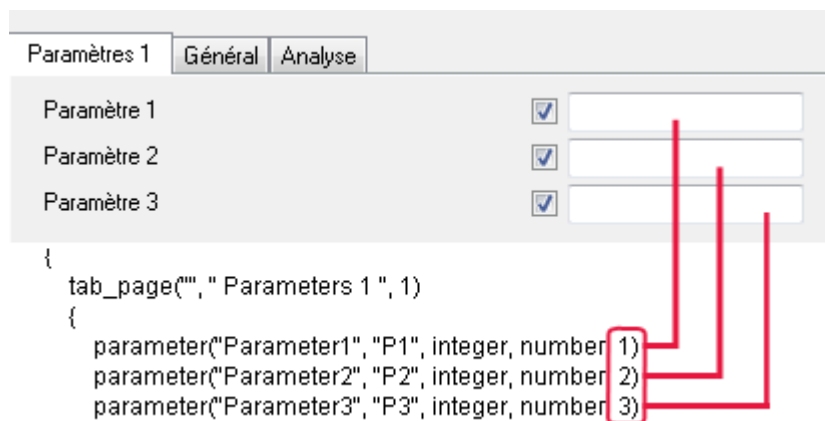 Paramètres 1 Général Analyse
Paramètre 1
Paramètre 2
Paramètre 3
{
tab_page("", " Parameters 1 ", 1)
{
parameter("Parameter1", "P1", integer, number 1)
parameter("Parameter2", "P2", integer, number 2)
parameter("Parameter3", "P3", integer, number 3)